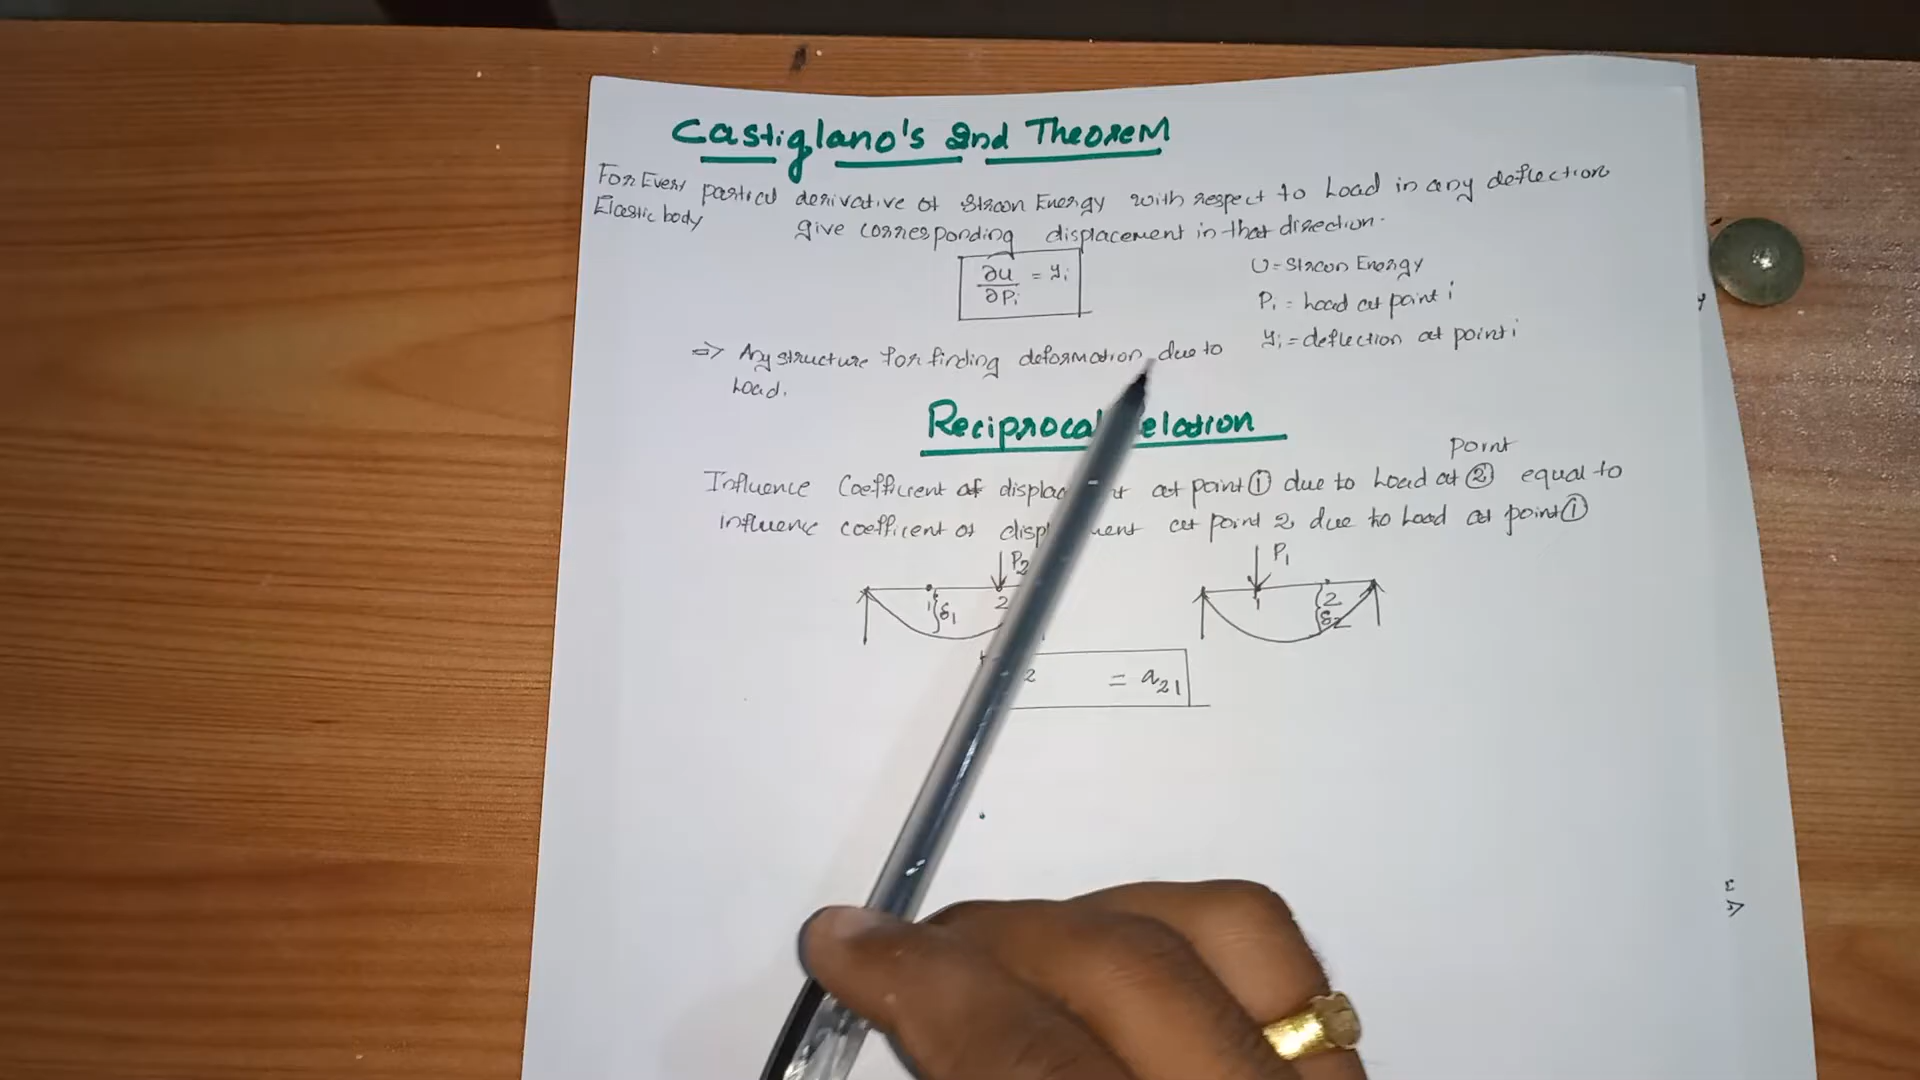 Castiglano's 2nd Theorem
For Every partical derivative of Strain Energy with respect to Load in any deflection
Elastic body give corresponding displacement in that direction.
∂u/∂Pi = yi
U = Strain Energy
Pi = Load at point i
yi = deflection at point i
⇒ Any structure for finding deformation due to
Load.
Reciprocal Relation
point
Influence Coefficient of at point ① due to Load at ② equal to
influence coefficent of at point 2 due to Load at point ①
P2
1 δ1 2
P1
1 2 δ2
2 = a21